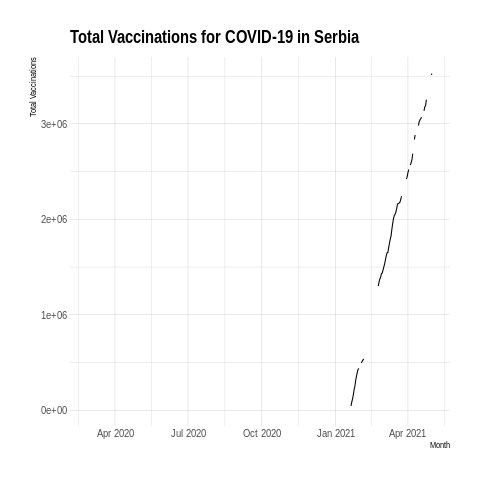 Total Vaccinations for COVID-19 in Serbia
Total Vaccinations
3e+06
2e+06
1e+06
0e+00
Apr 2020 Jul 2020 Oct 2020 Jan 2021 Apr 2021
Month